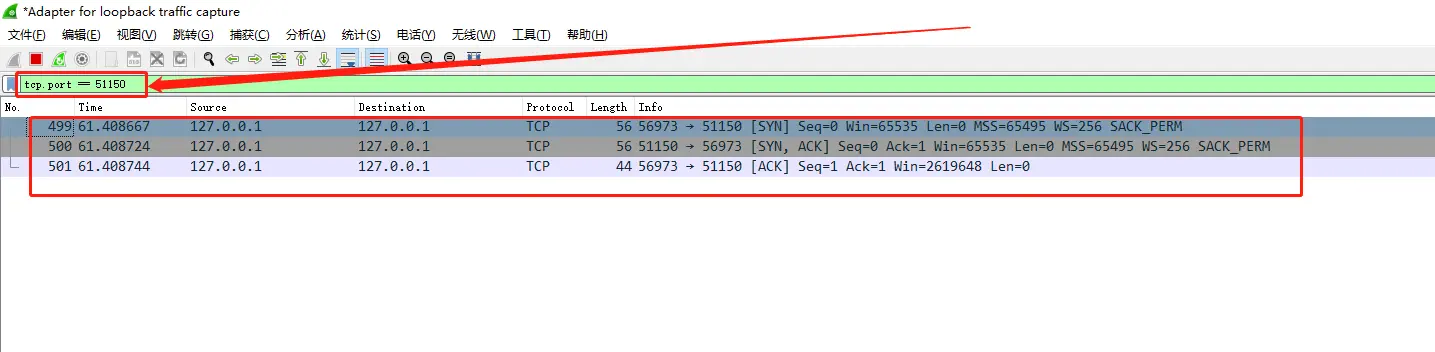 *Adapter for loopback traffic capture
文件(F) 编辑(E) 视图(V) 跳转(G) 捕获(C) 分析(A) 统计(S) 电话(Y) 无线(W) 工具(T) 帮助(H)
tcp.port == 51150
No. Time Source Destination Protocol Length Info
499 61.408667 127.0.0.1 127.0.0.1 TCP 56 56973 → 51150 [SYN] Seq=0 Win=65535 Len=0 MSS=65495 WS=256 SACK_PERM
500 61.408724 127.0.0.1 127.0.0.1 TCP 56 51150 → 56973 [SYN, ACK] Seq=0 Ack=1 Win=65535 Len=0 MSS=65495 WS=256 SACK_PERM
501 61.408744 127.0.0.1 127.0.0.1 TCP 44 56973 → 51150 [ACK] Seq=1 Ack=1 Win=2619648 Len=0